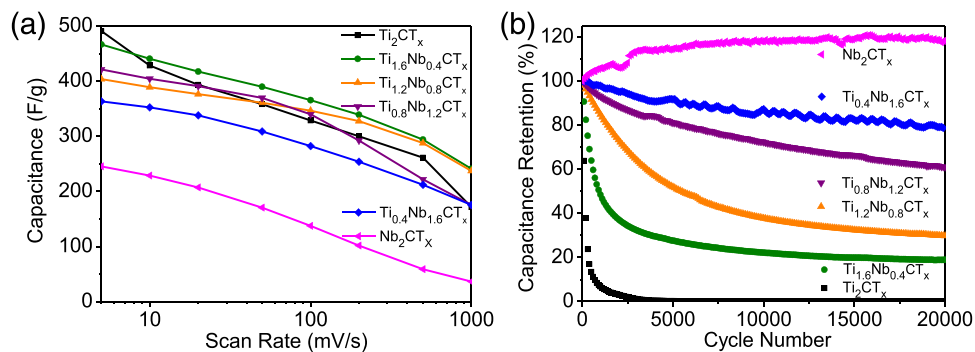 (a)
500
400
300
200
100
0
Capacitance (F/g)
10
100
1000
Scan Rate (mV/s)
Ti₂CTₓ
Ti₁.₆Nb₀.₄CTₓ
Ti₁.₂Nb₀.₈CTₓ
Ti₀.₈Nb₁.₂CTₓ
Ti₀.₄Nb₁.₆CTₓ
Nb₂CT_X
(b)
120
100
80
60
40
20
0
Capacitance Retention (%)
0
5000
10000
15000
20000
Cycle Number
Nb₂CTₓ
Ti₀.₄Nb₁.₆CTₓ
Ti₀.₈Nb₁.₂CTₓ
Ti₁.₂Nb₀.₈CTₓ
Ti₁.₆Nb₀.₄CTₓ
Ti₂CTₓ